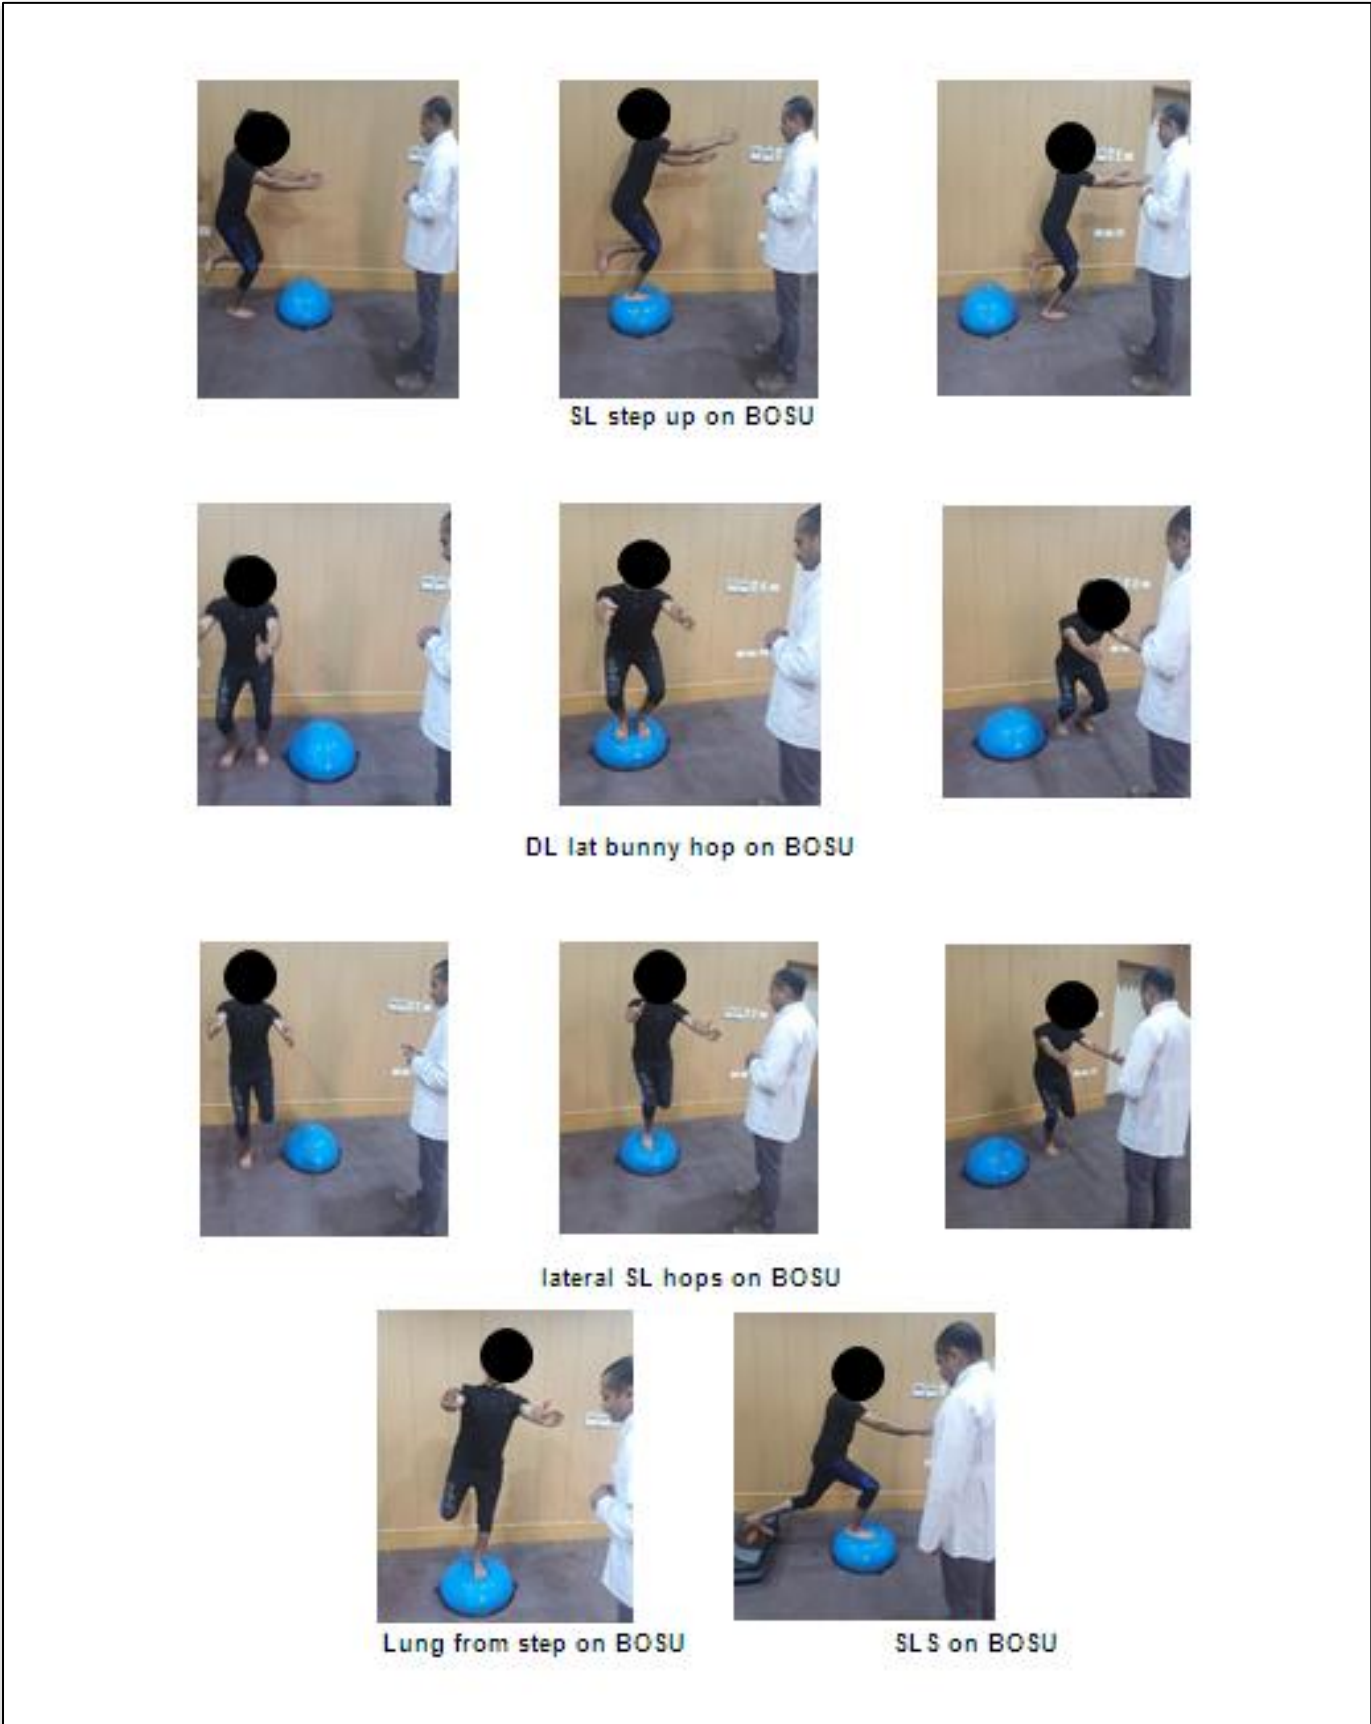 SL step up on BOSU
DL lat bunny hop on BOSU
lateral SL hops on BOSU
Lung from step on BOSU
SLS on BOSU